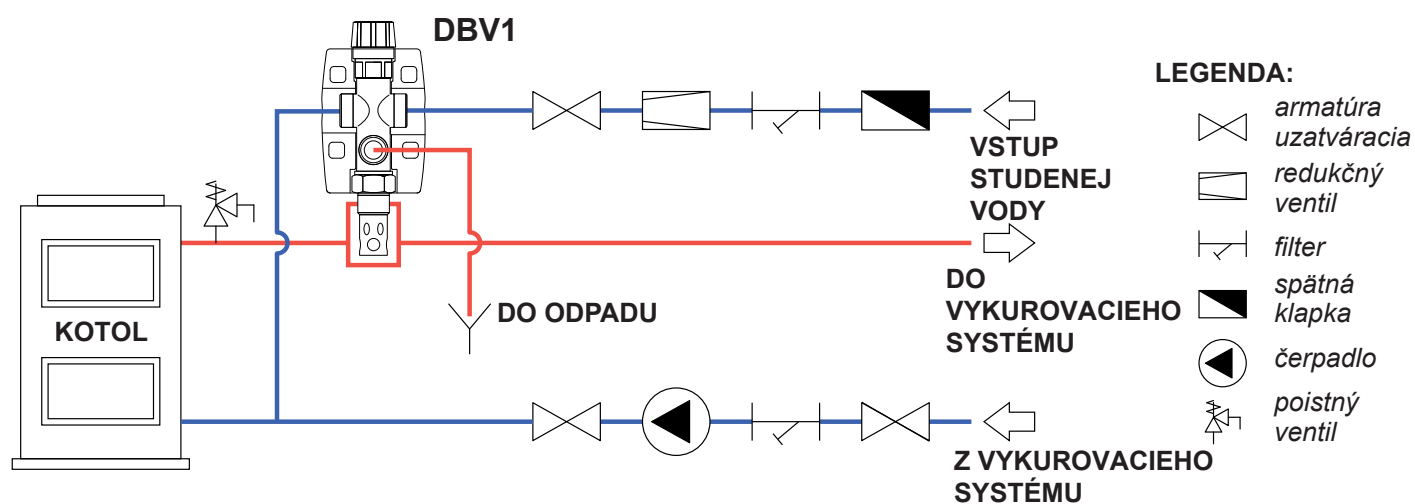 DBV1
VSTUP
STUDENEJ
VODY
DO
VYKUROVACIEHO
SYSTÉMU
DO ODPADU
KOTOL
Z VYKUROVACIEHO
SYSTÉMU
LEGENDA:
armatúra
uzatváracia
redukčný
ventil
filter
spätná
klapka
čerpadlo
poistný
ventil